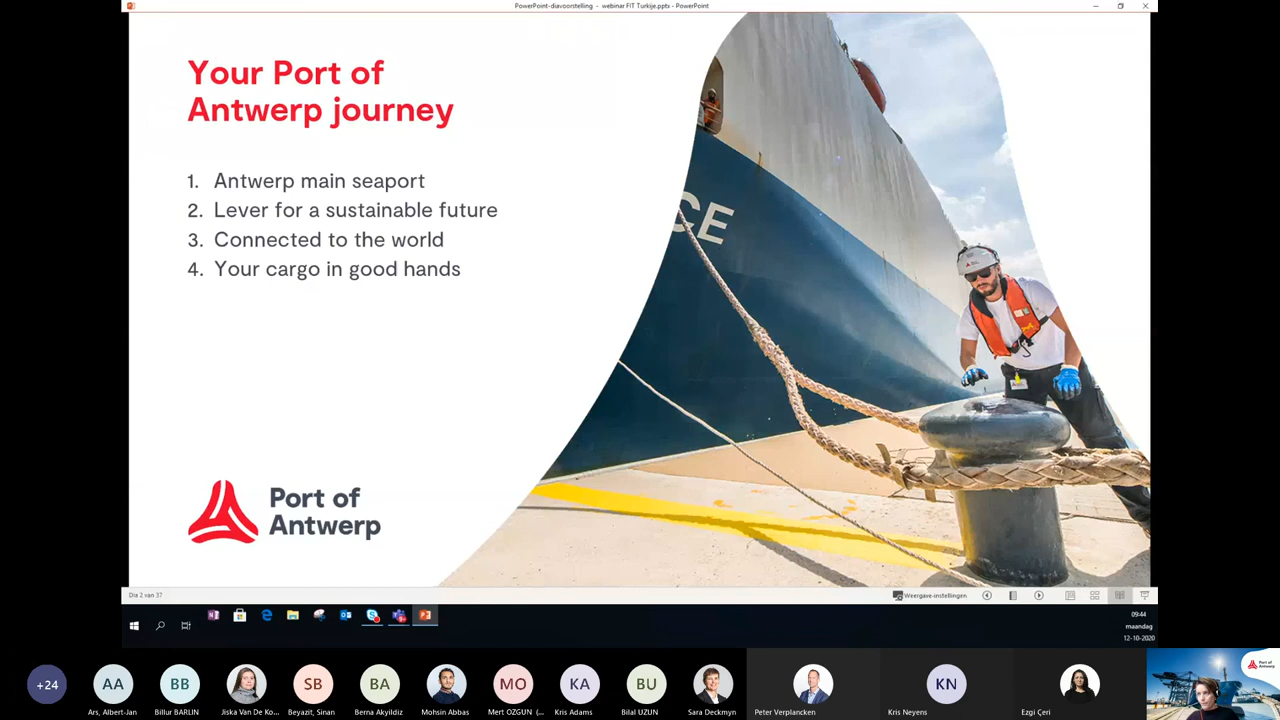 PowerPoint-diavoorstelling - webinar FIT Turkije.pptx - PowerPoint
Your Port of
Antwerp journey
1. Antwerp main seaport
2. Lever for a sustainable future
3. Connected to the world
4. Your cargo in good hands
CE
Port of
Antwerp
Dia 2 van 37
Weergave-instellingen
09:44
maandag
12-10-2020
+24
AA
BB
SB
BA
MO
KA
BU
KN
Port of
Antwerp
Ars, Albert-Jan
Billur BARLIN
Jiska Van De Ko...
Beyazit, Sinan
Berna Akyildiz
Mohsin Abbas
Mert OZGUN (...
Kris Adams
Bilal UZUN
Sara Deckmyn
Peter Verplancken
Kris Neyens
Ezgi Çeri